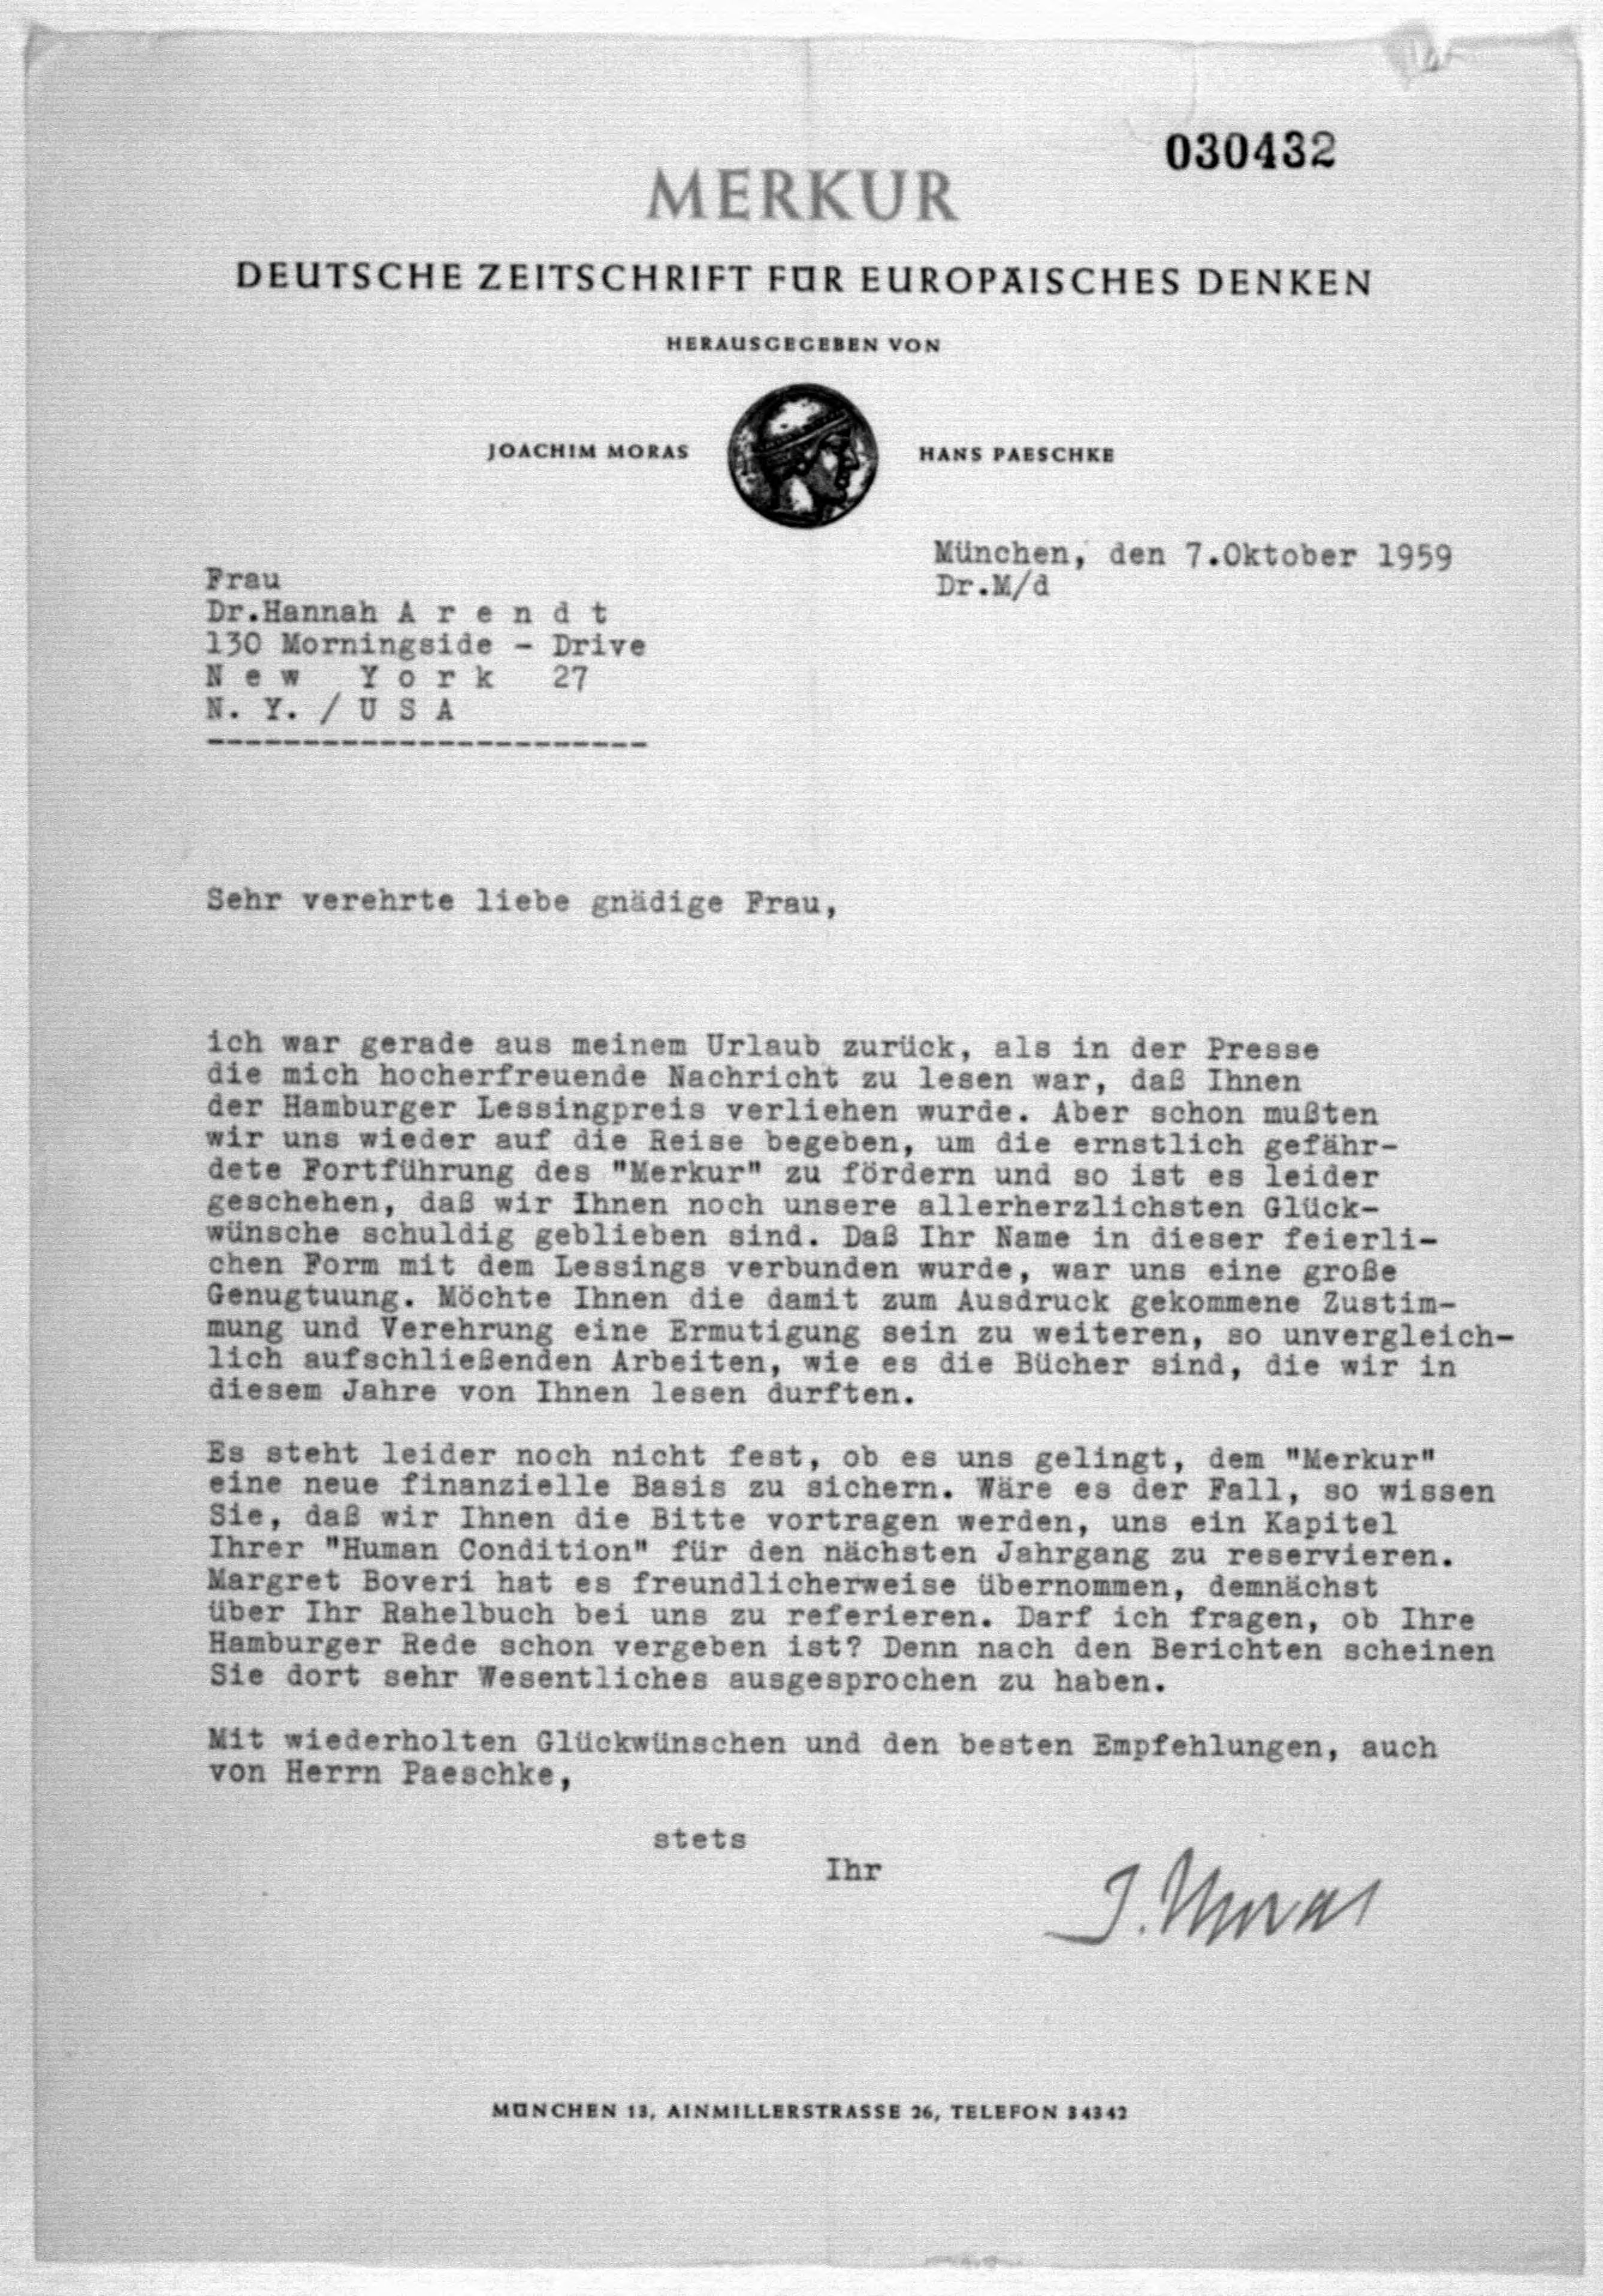 030432
MERKUR
DEUTSCHE ZEITSCHRIFT FÜR EUROPÄISCHES DENKEN
HERAUSGEGEBEN VON
JOACHIM MORAS HANS PAESCHKE
München, den 7.Oktober 1959
Dr.M/d
Frau
Dr.Hannah A r e n d t
130 Morningside - Drive
N e w  Y o r k  27
N. Y. / U S A
-----------------------
Sehr verehrte liebe gnädige Frau,
ich war gerade aus meinem Urlaub zurück, als in der Presse
die mich hocherfreuende Nachricht zu lesen war, daß Ihnen
der Hamburger Lessingpreis verliehen wurde. Aber schon mußten
wir uns wieder auf die Reise begeben, um die ernstlich gefähr-
dete Fortführung des "Merkur" zu fördern und so ist es leider
geschehen, daß wir Ihnen noch unsere allerherzlichsten Glück-
wünsche schuldig geblieben sind. Daß Ihr Name in dieser feierli-
chen Form mit dem Lessings verbunden wurde, war uns eine große
Genugtuung. Möchte Ihnen die damit zum Ausdruck gekommene Zustim-
mung und Verehrung eine Ermutigung sein zu weiteren, so unvergleich-
lich aufschließenden Arbeiten, wie es die Bücher sind, die wir in
diesem Jahre von Ihnen lesen durften.
Es steht leider noch nicht fest, ob es uns gelingt, dem "Merkur"
eine neue finanzielle Basis zu sichern. Wäre es der Fall, so wissen
Sie, daß wir Ihnen die Bitte vortragen werden, uns ein Kapitel
Ihrer "Human Condition" für den nächsten Jahrgang zu reservieren.
Margret Boveri hat es freundlicherweise übernommen, demnächst
über Ihr Rahelbuch bei uns zu referieren. Darf ich fragen, ob Ihre
Hamburger Rede schon vergeben ist? Denn nach den Berichten scheinen
Sie dort sehr Wesentliches ausgesprochen zu haben.
Mit wiederholten Glückwünschen und den besten Empfehlungen, auch
von Herrn Paeschke,
stets
Ihr
J. Moras
MÜNCHEN 13, AINMILLERSTRASSE 26, TELEFON 34342